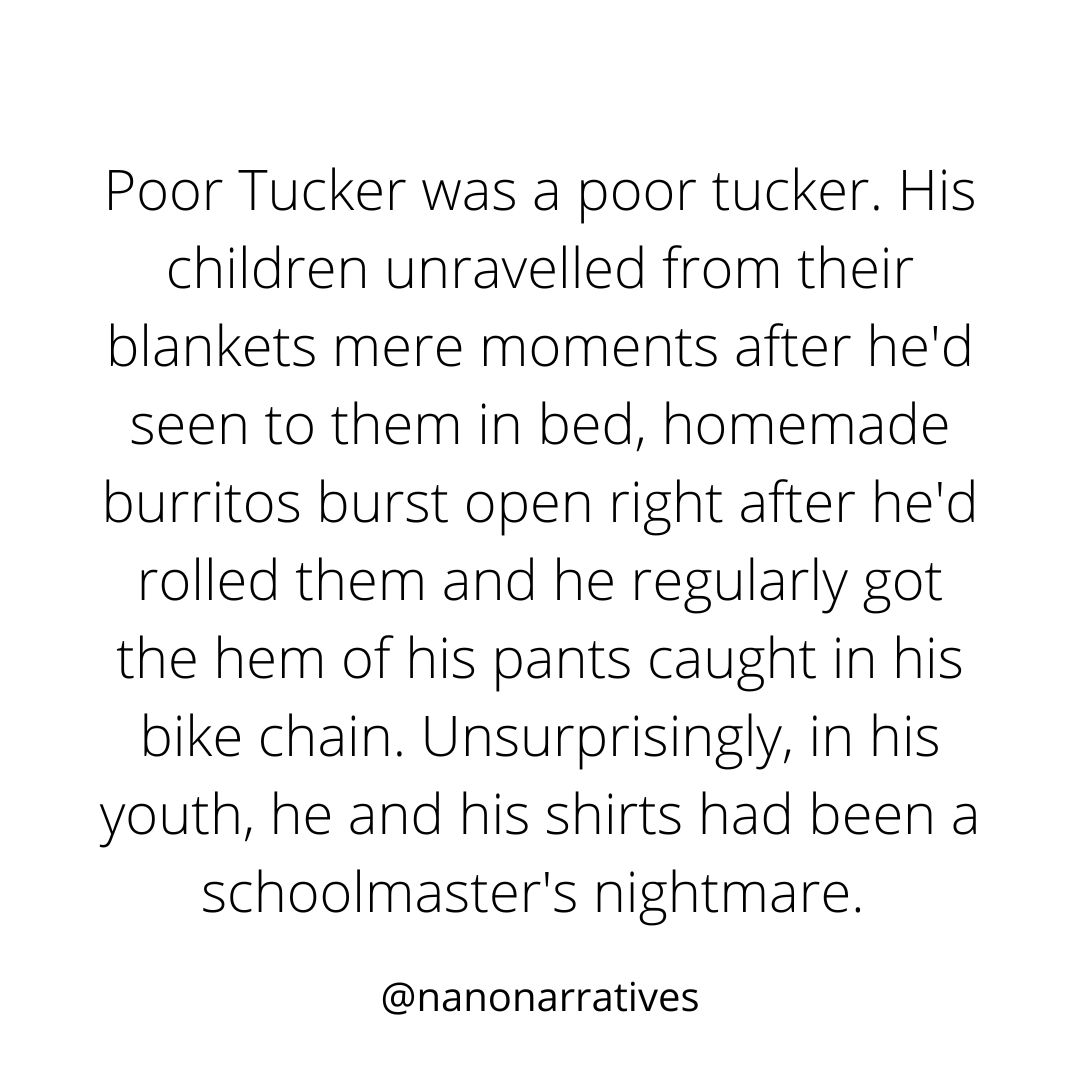 Poor Tucker was a poor tucker. His
children unravelled from their
blankets mere moments after he'd
seen to them in bed, homemade
burritos burst open right after he'd
rolled them and he regularly got
the hem of his pants caught in his
bike chain. Unsurprisingly, in his
youth, he and his shirts had been a
schoolmaster's nightmare.
@nanonarratives